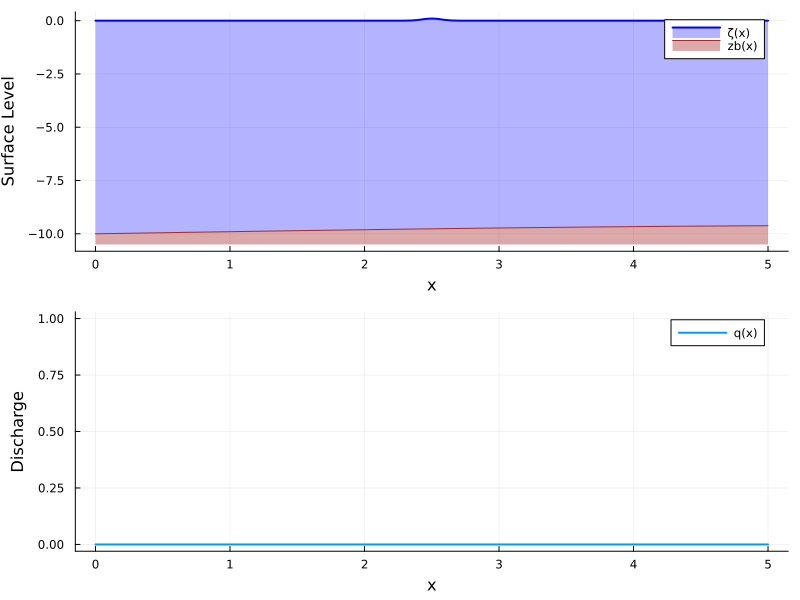 0.0
ζ(x)
zb(x)
−2.5
−5.0
−7.5
−10.0
Surface Level
0 1 2 3 4 5
x
1.00
q(x)
0.75
0.50
0.25
0.00
Discharge
0 1 2 3 4 5
x